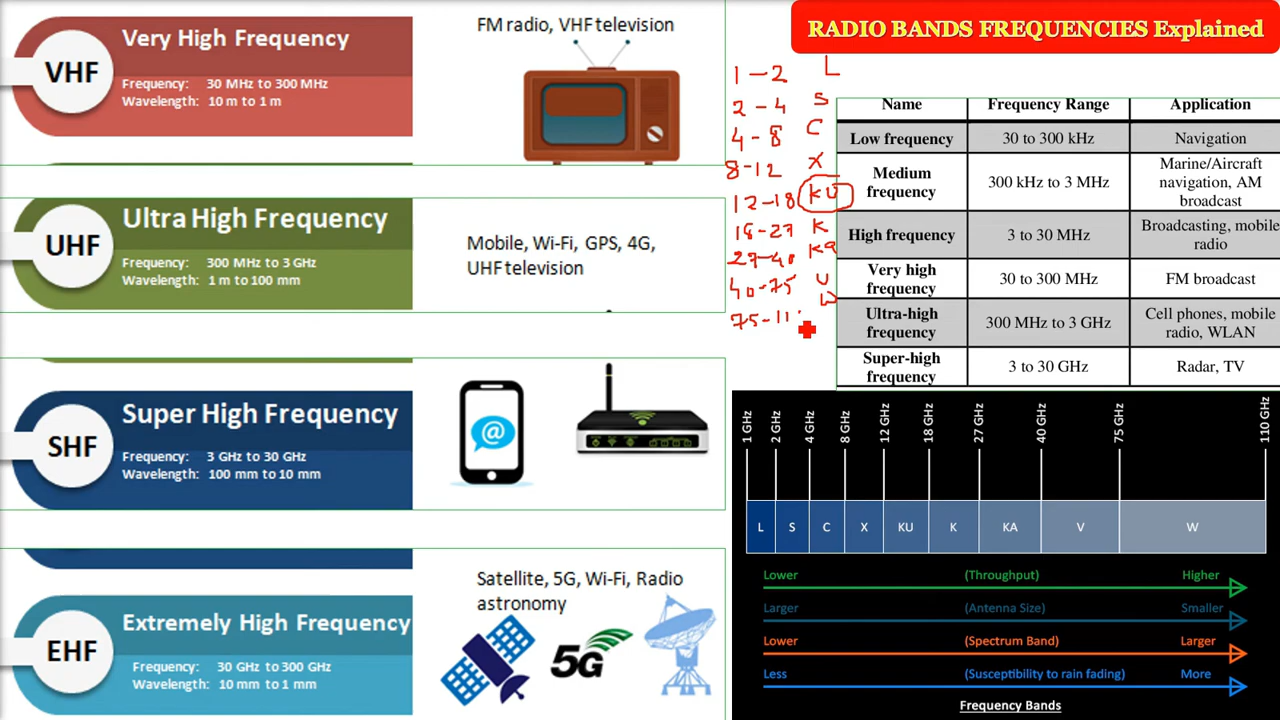 RADIO BANDS FREQUENCIES Explained
VHF
Very High Frequency
Frequency: 30 MHz to 300 MHz
Wavelength: 10 m to 1 m
FM radio, VHF television
UHF
Ultra High Frequency
Frequency: 300 MHz to 3 GHz
Wavelength: 1 m to 100 mm
Mobile, Wi-Fi, GPS, 4G,
UHF television
SHF
Super High Frequency
Frequency: 3 GHz to 30 GHz
Wavelength: 100 mm to 10 mm
@
EHF
Extremely High Frequency
Frequency: 30 GHz to 300 GHz
Wavelength: 10 mm to 1 mm
Satellite, 5G, Wi-Fi, Radio
astronomy
5G
1-2 L
2-4 S
4-8 C
8-12 X
12-18 KU
18-27 K
27-40 Ka
40-75 U
75-11 W
Name Frequency Range Application
Low frequency 30 to 300 kHz Navigation
Medium frequency 300 kHz to 3 MHz Marine/Aircraft navigation, AM broadcast
High frequency 3 to 30 MHz Broadcasting, mobile radio
Very high frequency 30 to 300 MHz FM broadcast
Ultra-high frequency 300 MHz to 3 GHz Cell phones, mobile radio, WLAN
Super-high frequency 3 to 30 GHz Radar, TV
1 GHz 2 GHz 4 GHz 8 GHz 12 GHz 18 GHz 27 GHz 40 GHz 75 GHz 110 GHz
L S C X KU K KA V W
Lower (Throughput) Higher
Larger (Antenna Size) Smaller
Lower (Spectrum Band) Larger
Less (Susceptibility to rain fading) More
Frequency Bands